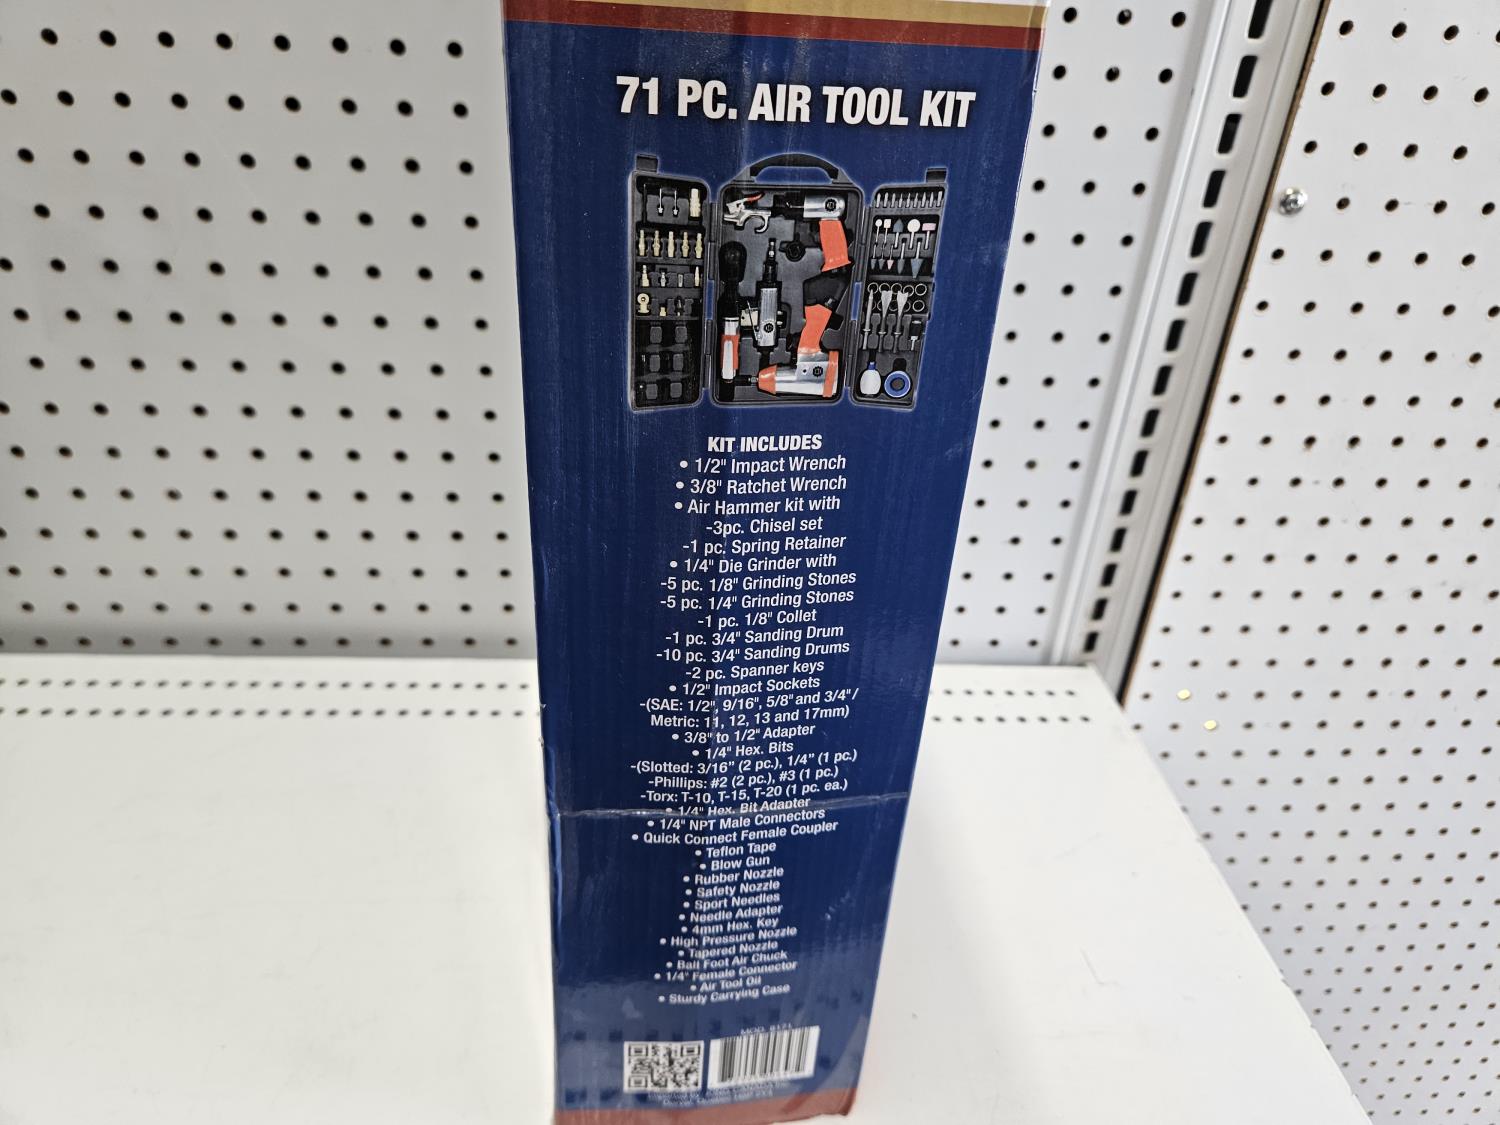 71 PC. AIR TOOL KIT
KIT INCLUDES
• 1/2" Impact Wrench
• 3/8" Ratchet Wrench
• Air Hammer kit with
-3pc. Chisel set
-1 pc. Spring Retainer
• 1/4" Die Grinder with
-5 pc. 1/8" Grinding Stones
-5 pc. 1/4" Grinding Stones
-1 pc. 1/8" Collet
-1 pc. 3/4" Sanding Drum
-10 pc. 3/4" Sanding Drums
-2 pc. Spanner keys
• 1/2" Impact Sockets
-(SAE: 1/2", 9/16", 5/8" and 3/4"/
Metric: 11, 12, 13 and 17mm)
• 3/8" to 1/2" Adapter
• 1/4" Hex. Bits
-(Slotted: 3/16" (2 pc.), 1/4" (1 pc.)
-Phillips: #2 (2 pc.), #3 (1 pc.)
-Torx: T-10, T-15, T-20 (1 pc. ea.)
• 1/4" Hex. Bit Adapter
• 1/4" NPT Male Connectors
• Quick Connect Female Coupler
• Teflon Tape
• Blow Gun
• Rubber Nozzle
• Safety Nozzle
• Sport Needles
• Needle Adapter
• 4mm Hex. Key
• High Pressure Nozzle
• Tapered Nozzle
• Ball Foot Air Chuck
• 1/4" Female Connector
• Air Tool Oil
• Sturdy Carrying Case
MOD. 8171